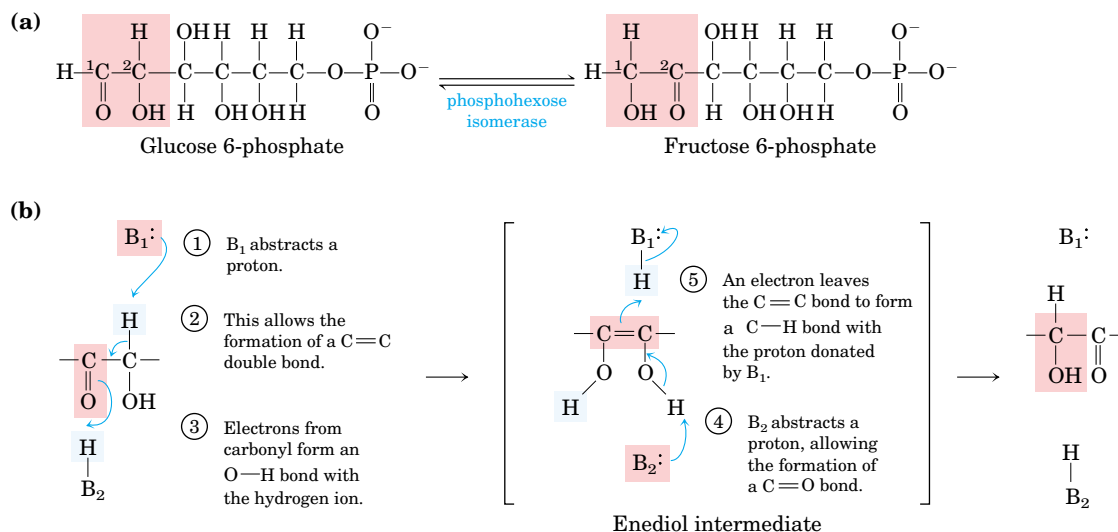 (a)
H OH H H H O⁻
H ¹C ²C C C C C O P O⁻
O OH H OH OH H O
Glucose 6-phosphate
phosphohexose
isomerase
H OH H H H O⁻
H ¹C ²C C C C C O P O⁻
OH O H OH OH H O
Fructose 6-phosphate
(b)
B₁:
H
C C
O OH
H
B₂
1 B₁ abstracts a
proton.
2 This allows the
formation of a C=C
double bond.
3 Electrons from
carbonyl form an
O—H bond with
the hydrogen ion.
B₁:
H
C=C
O O
H H
B₂:
5 An electron leaves
the C=C bond to form
a C—H bond with
the proton donated
by B₁.
4 B₂ abstracts a
proton, allowing
the formation of
a C=O bond.
Enediol intermediate
B₁:
H
C C
OH O
H
B₂